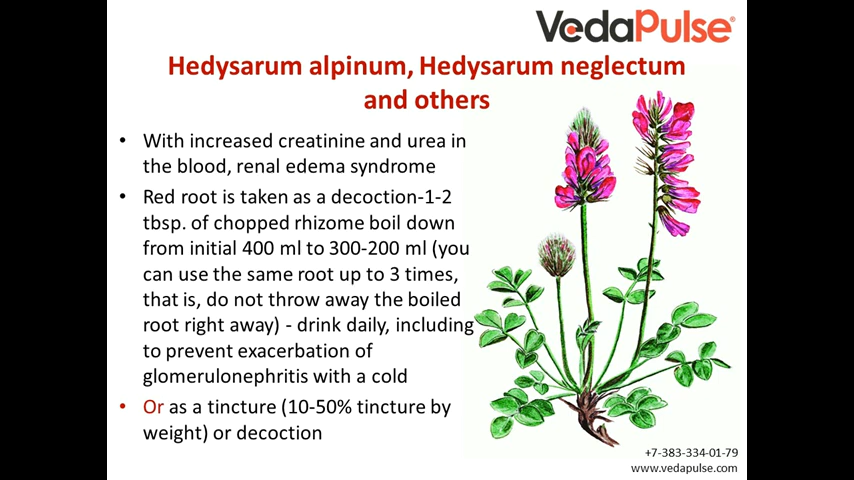 VedaPulse®
Hedysarum alpinum, Hedysarum neglectum
and others
• With increased creatinine and urea in
the blood, renal edema syndrome
• Red root is taken as a decoction-1-2
tbsp. of chopped rhizome boil down
from initial 400 ml to 300-200 ml (you
can use the same root up to 3 times,
that is, do not throw away the boiled
root right away) - drink daily, including
to prevent exacerbation of
glomerulonephritis with a cold
• Or as a tincture (10-50% tincture by
weight) or decoction
+7-383-334-01-79
www.vedapulse.com